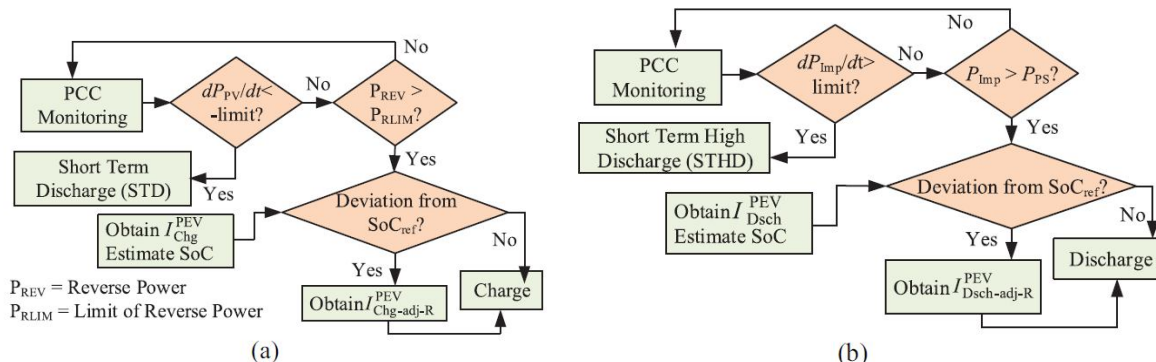 No
PCC
Monitoring
dP_PV/dt<
-limit?
No
P_REV >
P_RLIM?
Short Term
Discharge (STD)
Yes
Yes
Obtain I_Chg^PEV
Estimate SoC
Deviation from
SoC_ref?
No
Yes
P_REV = Reverse Power
P_RLIM = Limit of Reverse Power
Obtain I_Chg-adj-R^PEV
Charge
(a)
No
PCC
Monitoring
dP_Imp/dt>
limit?
No
P_Imp > P_PS?
Short Term High
Discharge (STHD)
Yes
Yes
Obtain I_Dsch^PEV
Estimate SoC
Deviation from SoC_ref?
No
Yes
Obtain I_Dsch-adj-R^PEV
Discharge
(b)